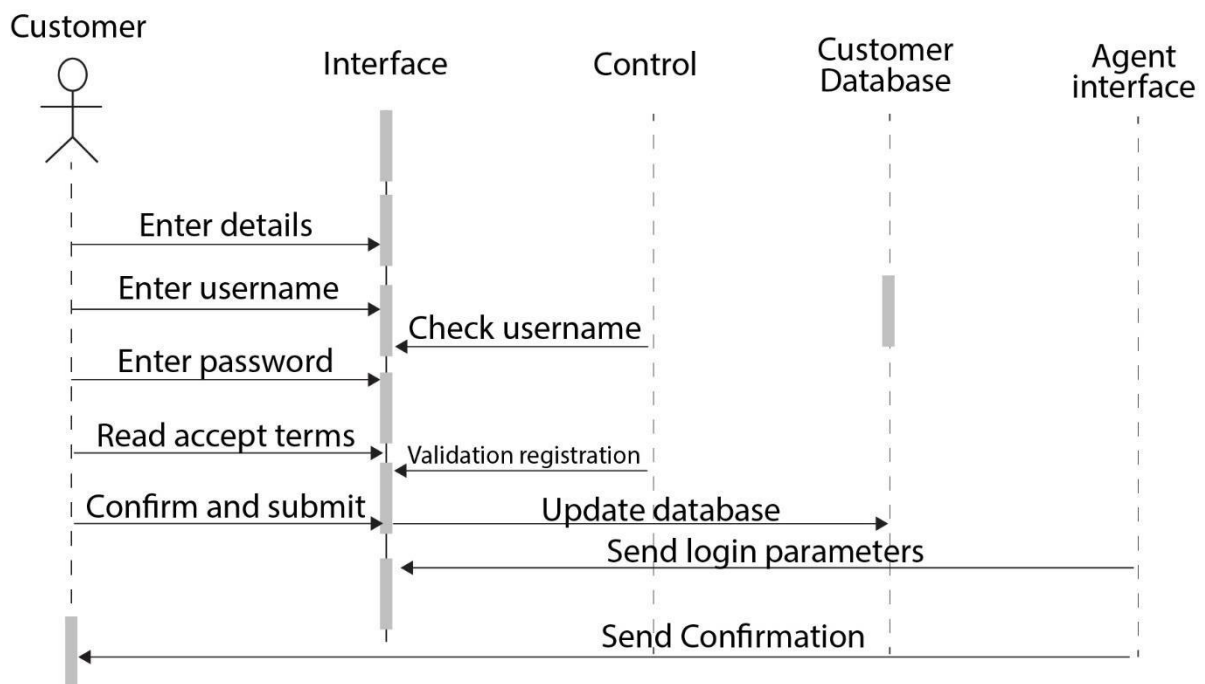 Customer
Interface
Control
Customer
Database
Agent
interface
Enter details
Enter username
Check username
Enter password
Read accept terms
Validation registration
Confirm and submit
Update database
Send login parameters
Send Confirmation